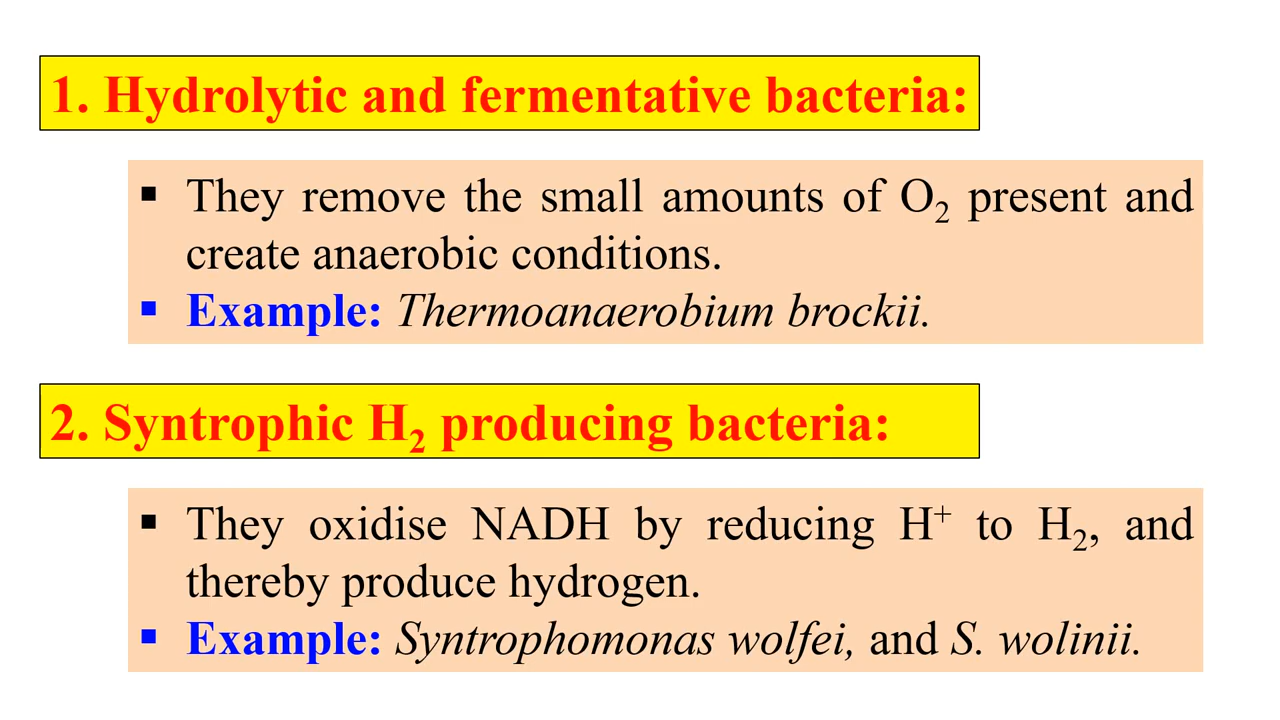 1. Hydrolytic and fermentative bacteria:
▪ They remove the small amounts of O₂ present and
create anaerobic conditions.
▪ Example: Thermoanaerobium brockii.
2. Syntrophic H₂ producing bacteria:
▪ They oxidise NADH by reducing H⁺ to H₂, and
thereby produce hydrogen.
▪ Example: Syntrophomonas wolfei, and S. wolinii.